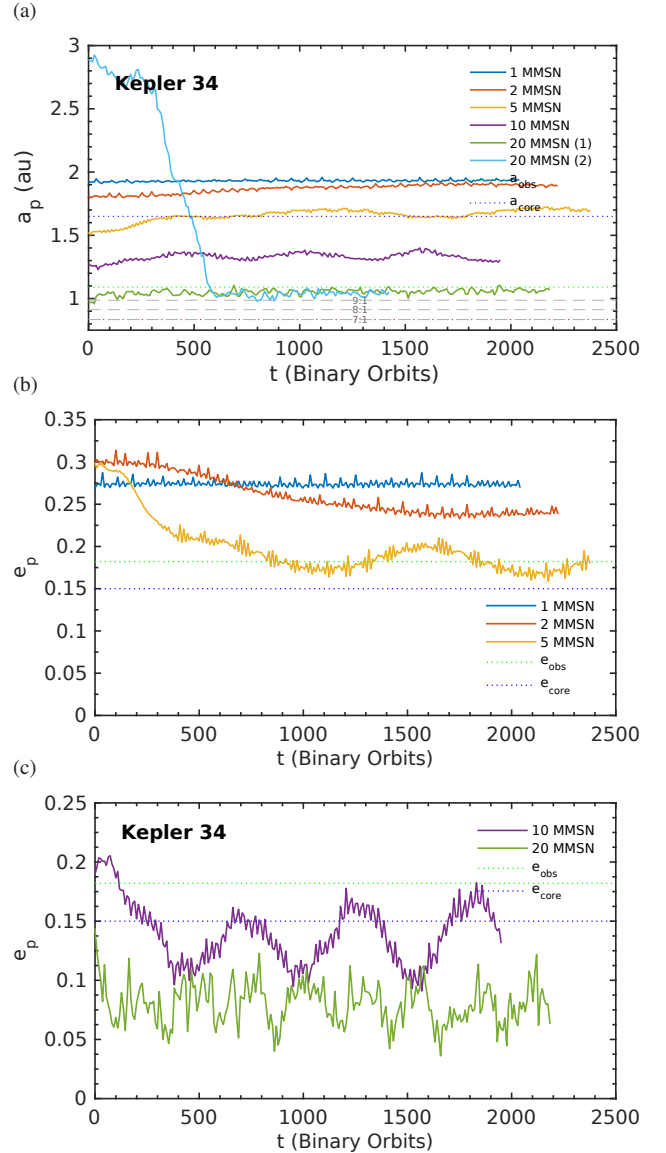 (a)
3
2.5
2
1.5
1
a_p (au)
Kepler 34
1 MMSN
2 MMSN
5 MMSN
10 MMSN
20 MMSN (1)
20 MMSN (2)
a_obs
a_core
9:1
8:1
7:1
0 500 1000 1500 2000 2500
t (Binary Orbits)
(b)
0.35
0.3
0.25
0.2
0.15
0.1
0.05
0
e_p
1 MMSN
2 MMSN
5 MMSN
e_obs
e_core
0 500 1000 1500 2000 2500
t (Binary Orbits)
(c)
0.25
0.2
0.15
0.1
0.05
0
e_p
Kepler 34
10 MMSN
20 MMSN
e_obs
e_core
0 500 1000 1500 2000 2500
t (Binary Orbits)